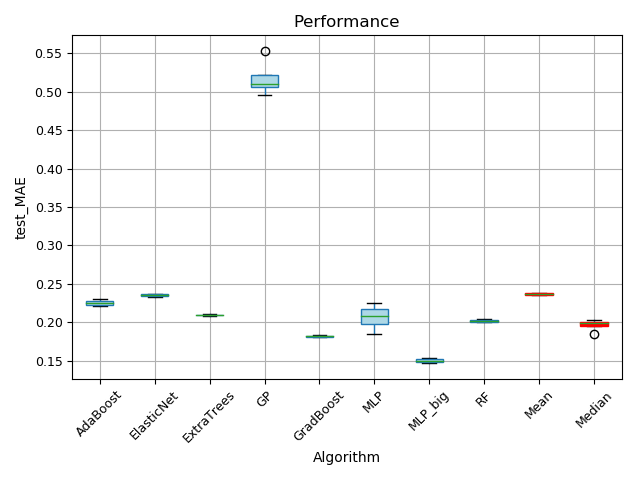 Performance
test_MAE
0.55
0.50
0.45
0.40
0.35
0.30
0.25
0.20
0.15
AdaBoost
ElasticNet
ExtraTrees
GP
GradBoost
MLP
MLP_big
RF
Mean
Median
Algorithm